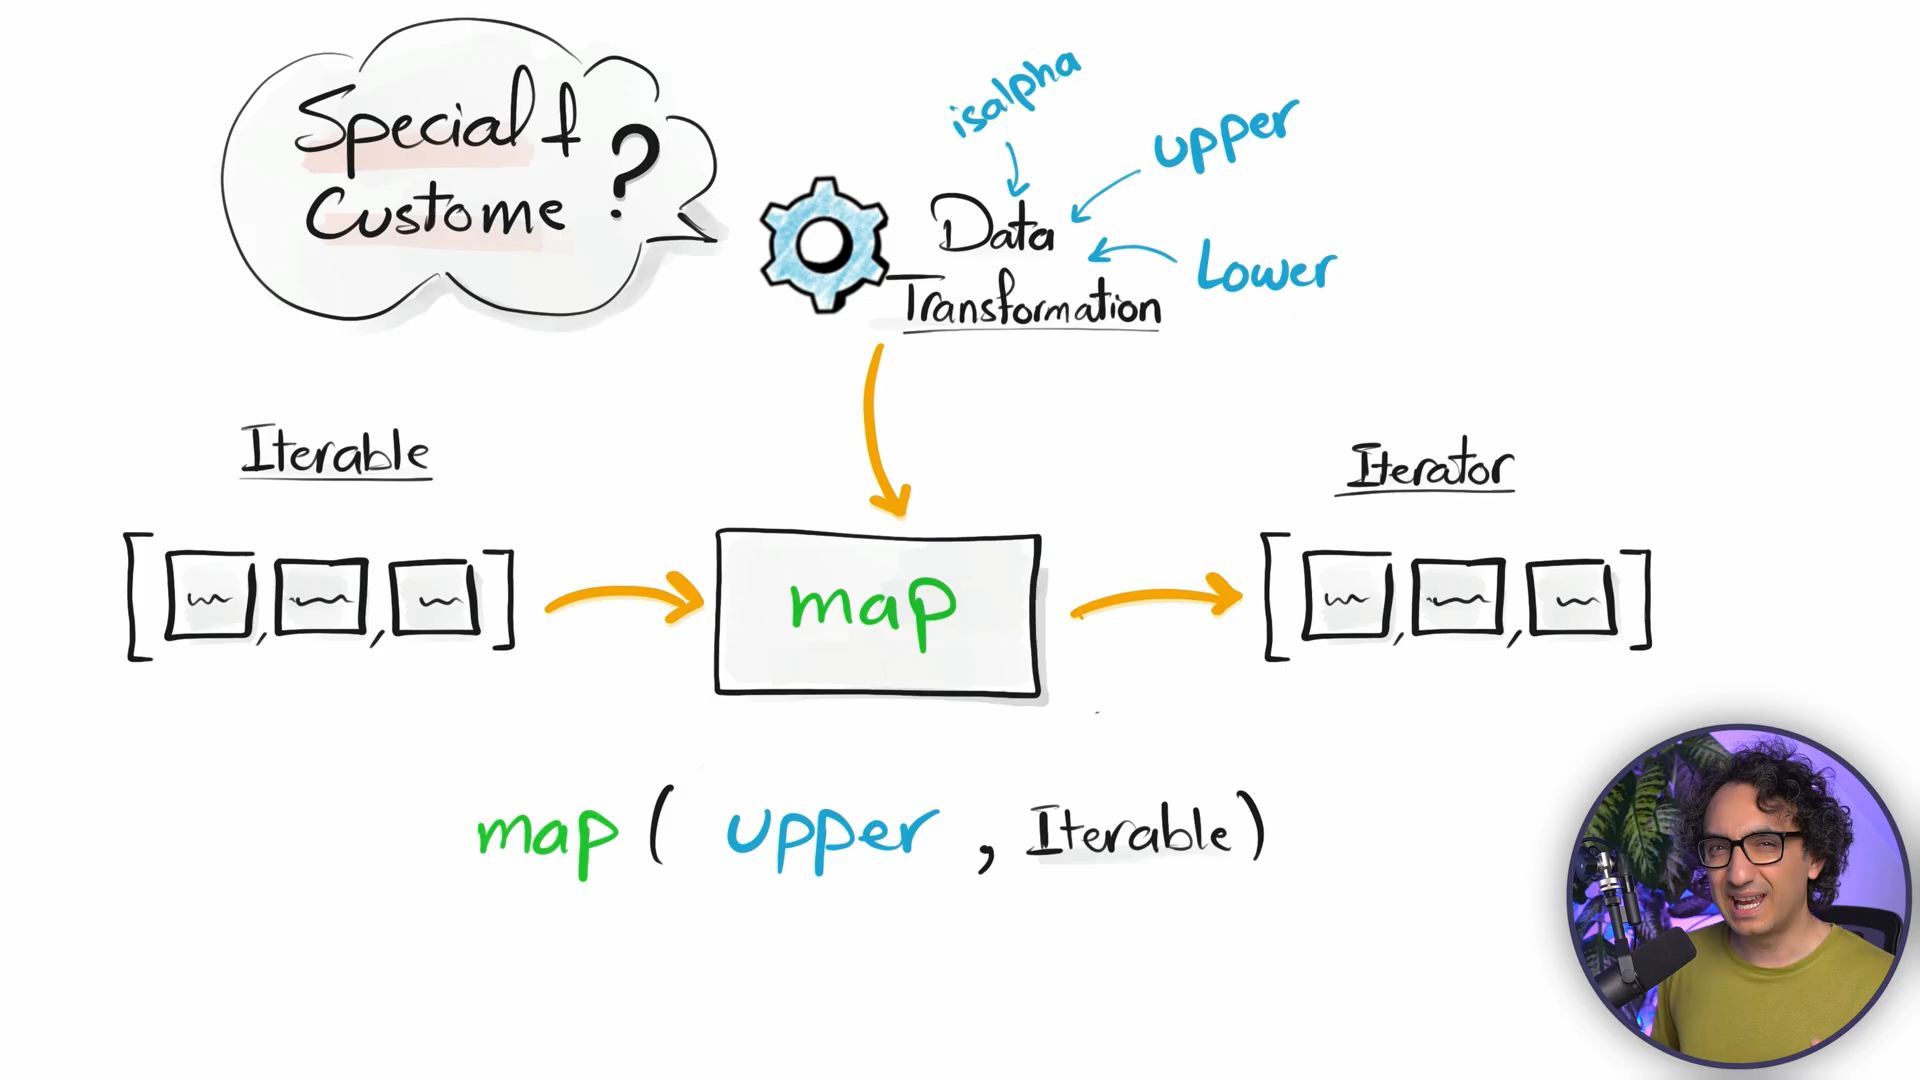 Special f
Custome ?
isalpha
upper
Data
Lower
Transformation
Iterable
Iterator
[ , , ]
map
[ , , ]
map ( upper , Iterable )